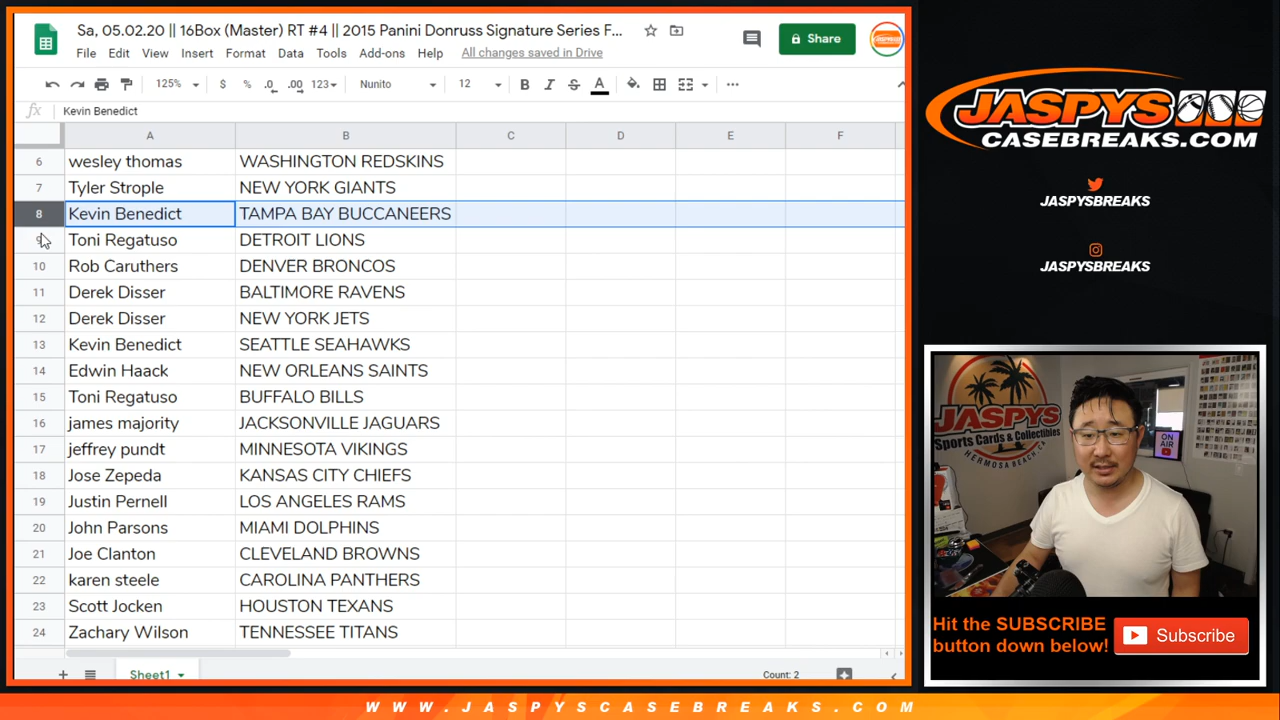 Sa, 05.02.20 || 16Box (Master) RT #4 || 2015 Panini Donruss Signature Series F...
File Edit View Insert Format Data Tools Add-ons Help All changes saved in Drive
Share
125% $ % .0 .00 123 Nunito 12 B I S A
fx Kevin Benedict
A B C D E F
6 wesley thomas WASHINGTON REDSKINS
7 Tyler Strople NEW YORK GIANTS
8 Kevin Benedict TAMPA BAY BUCCANEERS
9 Toni Regatuso DETROIT LIONS
10 Rob Caruthers DENVER BRONCOS
11 Derek Disser BALTIMORE RAVENS
12 Derek Disser NEW YORK JETS
13 Kevin Benedict SEATTLE SEAHAWKS
14 Edwin Haack NEW ORLEANS SAINTS
15 Toni Regatuso BUFFALO BILLS
16 james majority JACKSONVILLE JAGUARS
17 jeffrey pundt MINNESOTA VIKINGS
18 Jose Zepeda KANSAS CITY CHIEFS
19 Justin Pernell LOS ANGELES RAMS
20 John Parsons MIAMI DOLPHINS
21 Joe Clanton CLEVELAND BROWNS
22 karen steele CAROLINA PANTHERS
23 Scott Jocken HOUSTON TEXANS
24 Zachary Wilson TENNESSEE TITANS
Sheet1
Count: 2
JASPYS
CASEBREAKS.COM
JASPYSBREAKS
JASPYSBREAKS
JASPYS
Sports Cards & Collectibles
HERMOSA BEACH, CA
ON AIR
Hit the SUBSCRIBE
button down below!
Subscribe
WWW.JASPYSCASEBREAKS.COM